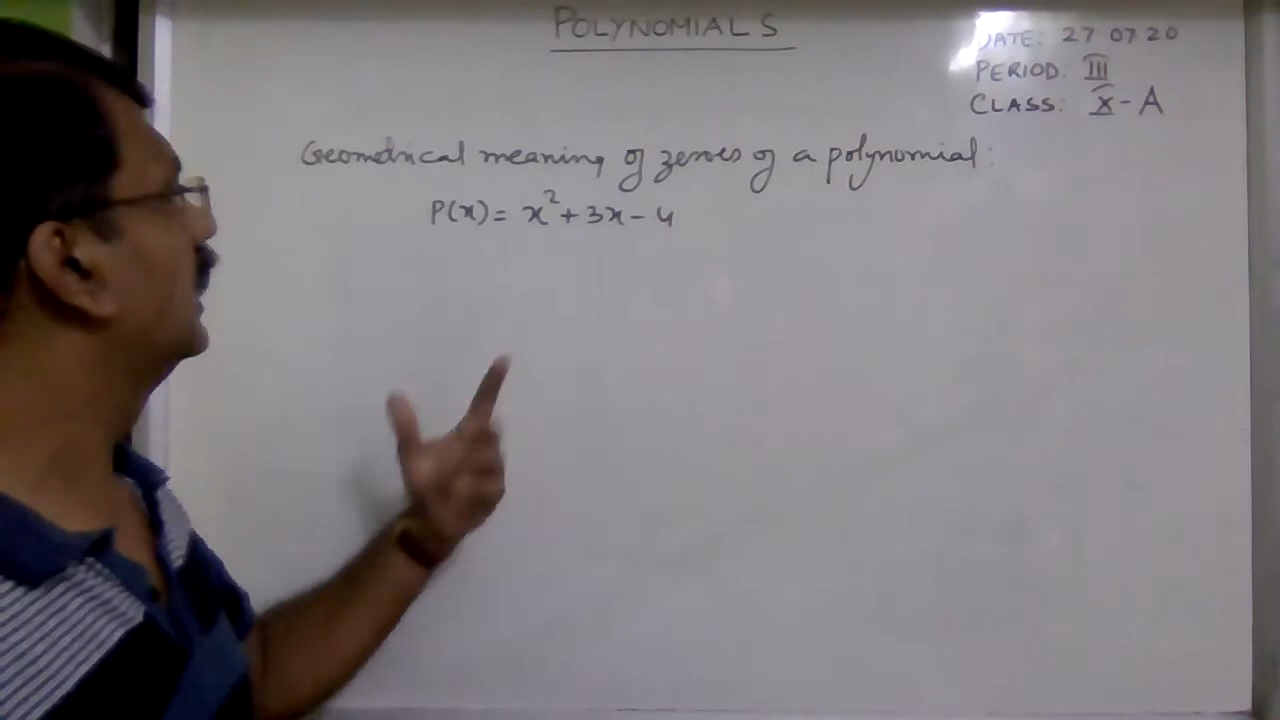 POLYNOMIALS
DATE: 27 07 20
PERIOD: III
CLASS: X-A
Geometrical meaning of zeroes of a polynomial:
P(x) = x² + 3x - 4